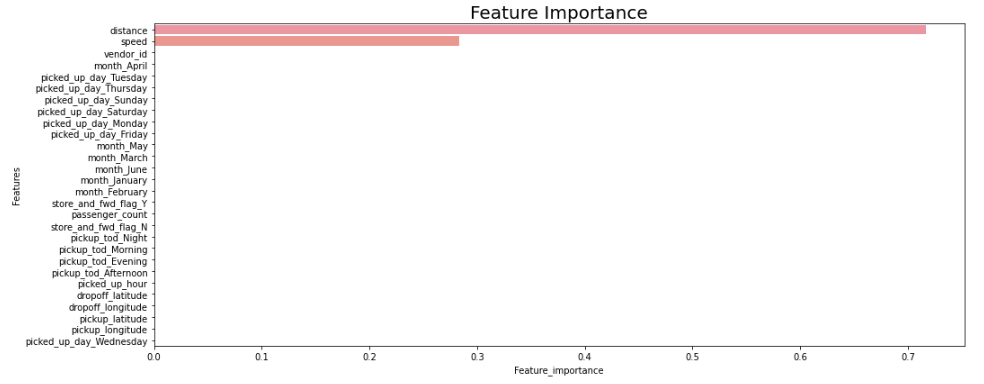 Feature Importance
distance
speed
vendor_id
month_April
picked_up_day_Tuesday
picked_up_day_Thursday
picked_up_day_Sunday
picked_up_day_Saturday
picked_up_day_Monday
picked_up_day_Friday
month_May
month_March
month_June
month_January
month_February
store_and_fwd_flag_Y
passenger_count
store_and_fwd_flag_N
pickup_tod_Night
pickup_tod_Morning
pickup_tod_Evening
pickup_tod_Afternoon
picked_up_hour
dropoff_latitude
dropoff_longitude
pickup_latitude
pickup_longitude
picked_up_day_Wednesday
Features
0.0 0.1 0.2 0.3 0.4 0.5 0.6 0.7
Feature_importance